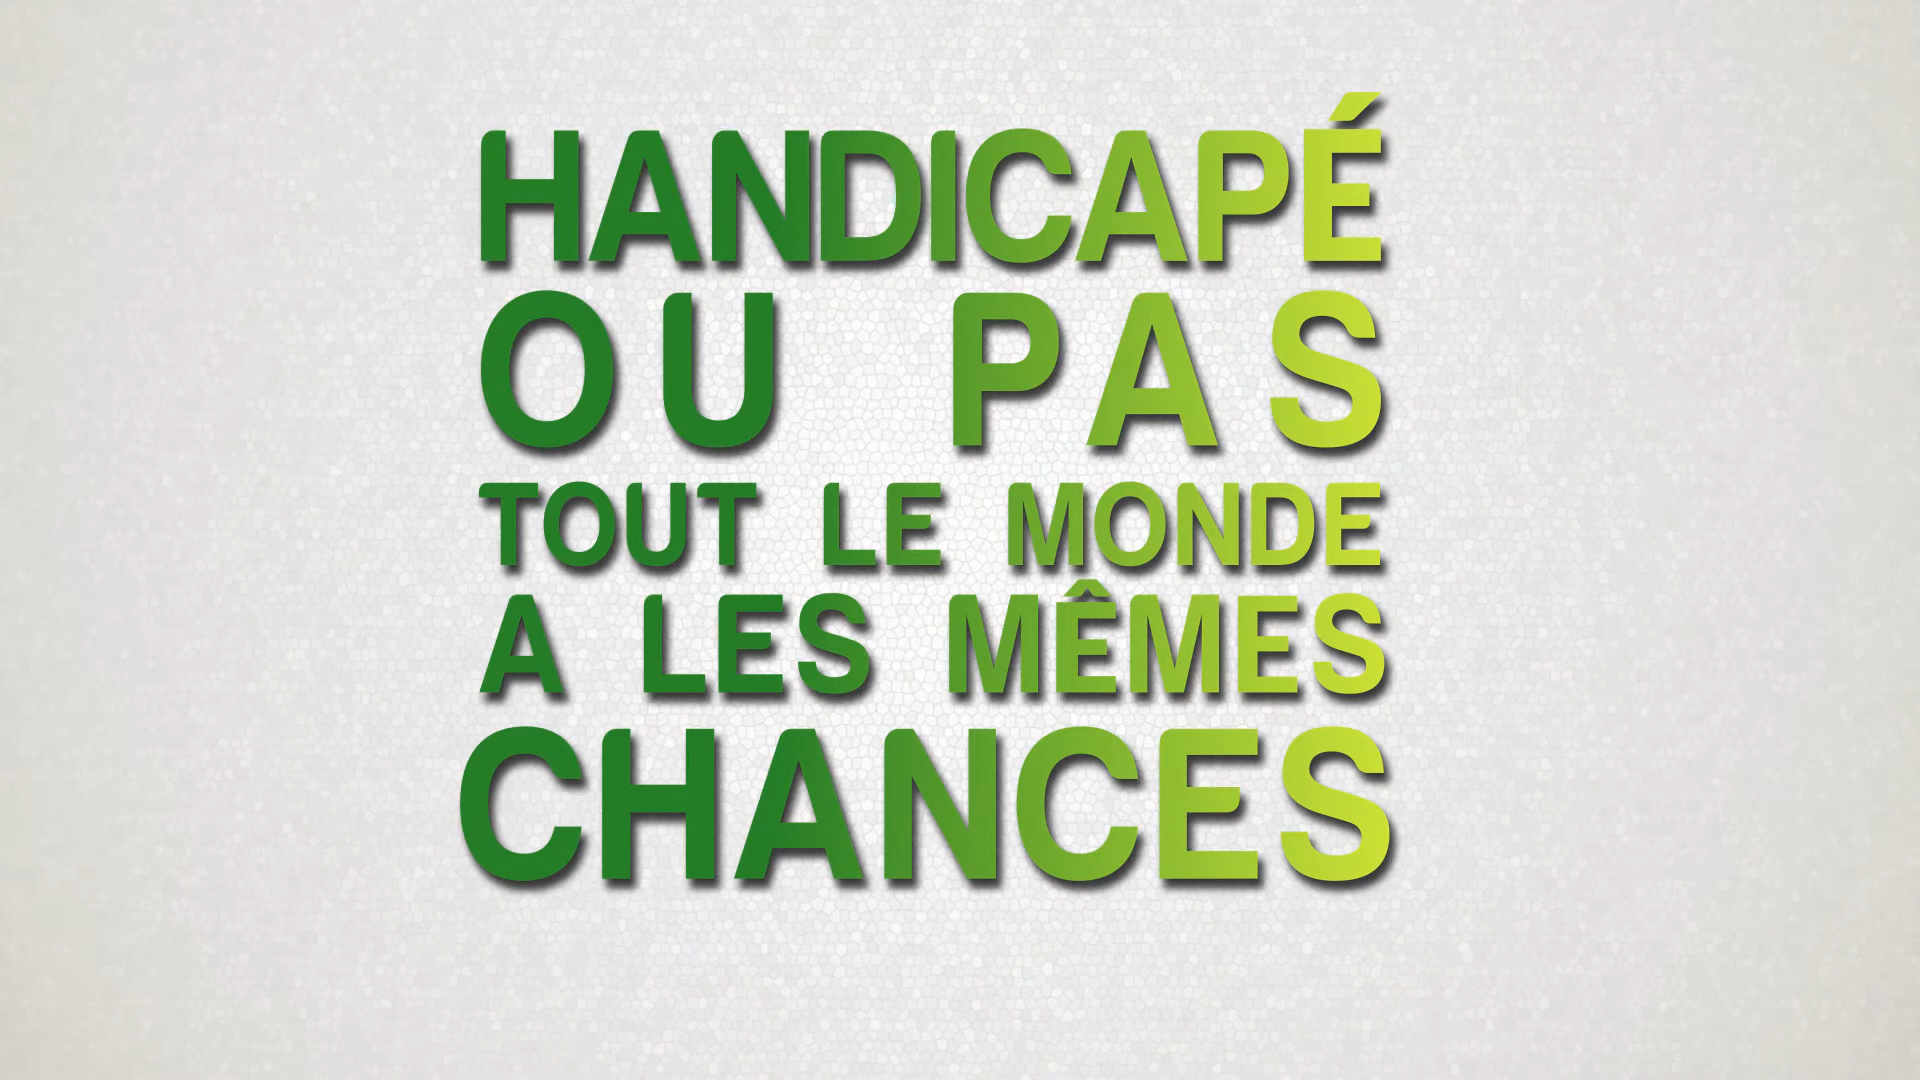 HANDICAPÉ
OU PAS
TOUT LE MONDE
A LES MÊMES
CHANCES